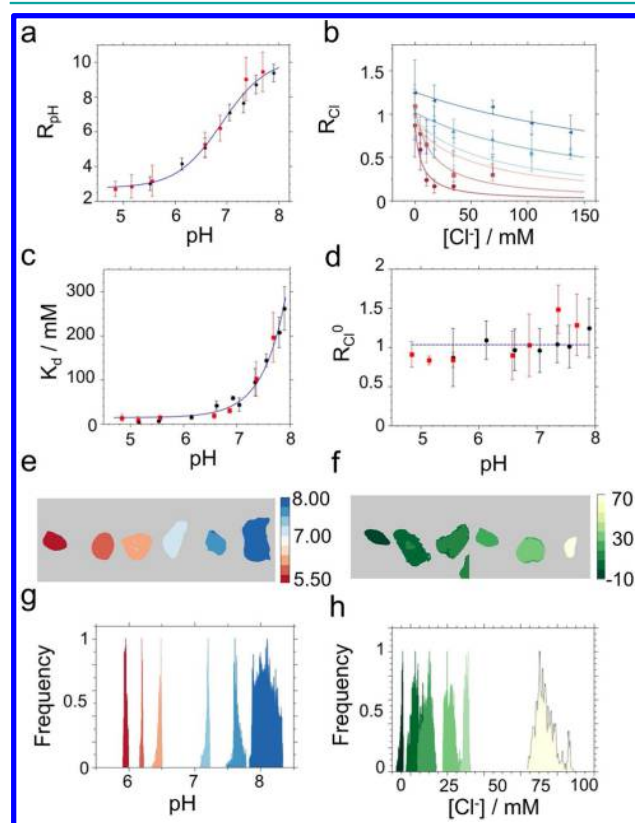 a
R_pH
10
8
6
4
2
5 6 7 8
pH
b
R_Cl
1.5
1
0.5
0
0 50 100 150
[Cl⁻] / mM
c
K_d / mM
300
200
100
0
5 6 7 8
pH
d
R_Cl^0
2
1.5
1
0.5
0
5 6 7 8
pH
e
8.00
7.00
5.50
f
70
30
-10
g
Frequency
1
0.5
0
6 7 8
pH
h
Frequency
1
0.5
0
0 25 50 75 100
[Cl⁻] / mM